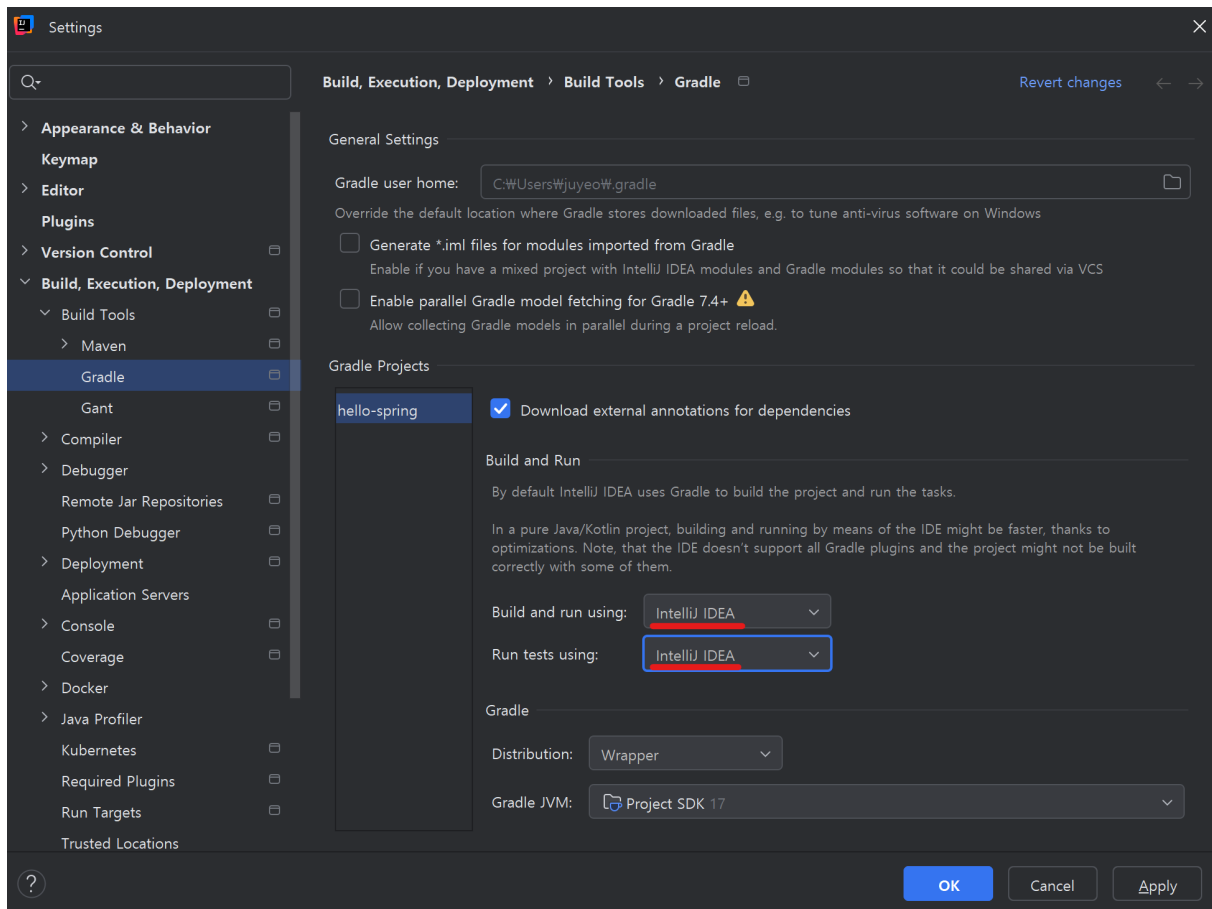 Settings
Build, Execution, Deployment › Build Tools › Gradle
Revert changes
Appearance & Behavior
Keymap
Editor
Plugins
Version Control
Build, Execution, Deployment
Build Tools
Maven
Gradle
Gant
Compiler
Debugger
Remote Jar Repositories
Python Debugger
Deployment
Application Servers
Console
Coverage
Docker
Java Profiler
Kubernetes
Required Plugins
Run Targets
Trusted Locations
General Settings
Gradle user home: C:₩Users₩juyeo₩.gradle
Override the default location where Gradle stores downloaded files, e.g. to tune anti-virus software on Windows
Generate *.iml files for modules imported from Gradle
Enable if you have a mixed project with IntelliJ IDEA modules and Gradle modules so that it could be shared via VCS
Enable parallel Gradle model fetching for Gradle 7.4+
Allow collecting Gradle models in parallel during a project reload.
Gradle Projects
hello-spring
Download external annotations for dependencies
Build and Run
By default IntelliJ IDEA uses Gradle to build the project and run the tasks.
In a pure Java/Kotlin project, building and running by means of the IDE might be faster, thanks to
optimizations. Note, that the IDE doesn't support all Gradle plugins and the project might not be built
correctly with some of them.
Build and run using: IntelliJ IDEA
Run tests using: IntelliJ IDEA
Gradle
Distribution: Wrapper
Gradle JVM: Project SDK 17
?
OK
Cancel
Apply